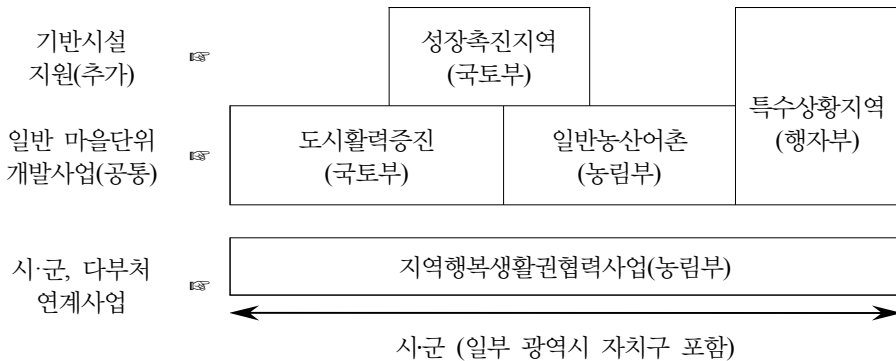 기반시설
지원(추가)
☞
성장촉진지역
(국토부)
특수상황지역
(행자부)
일반 마을단위
개발사업(공통)
☞
도시활력증진
(국토부)
일반농산어촌
(농림부)
시·군, 다부처
연계사업
☞
지역행복생활권협력사업(농림부)
시·군 (일부 광역시 자치구 포함)